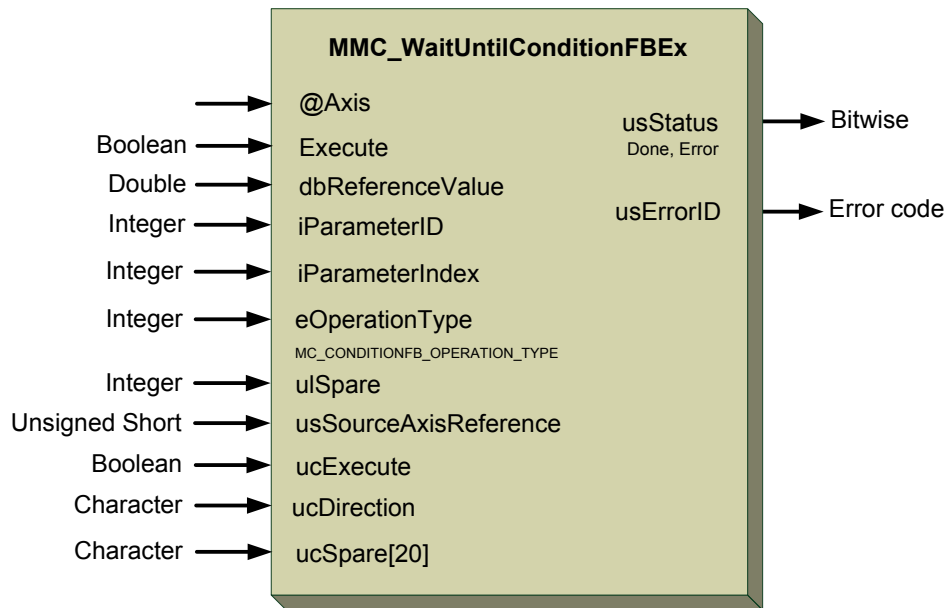 MMC_WaitUntilConditionFBEx
@Axis
Boolean Execute
Double dbReferenceValue
Integer iParameterID
Integer iParameterIndex
Integer eOperationType
MC_CONDITIONFB_OPERATION_TYPE
Integer ulSpare
Unsigned Short usSourceAxisReference
Boolean ucExecute
Character ucDirection
Character ucSpare[20]
usStatus Bitwise
Done, Error
usErrorID Error code